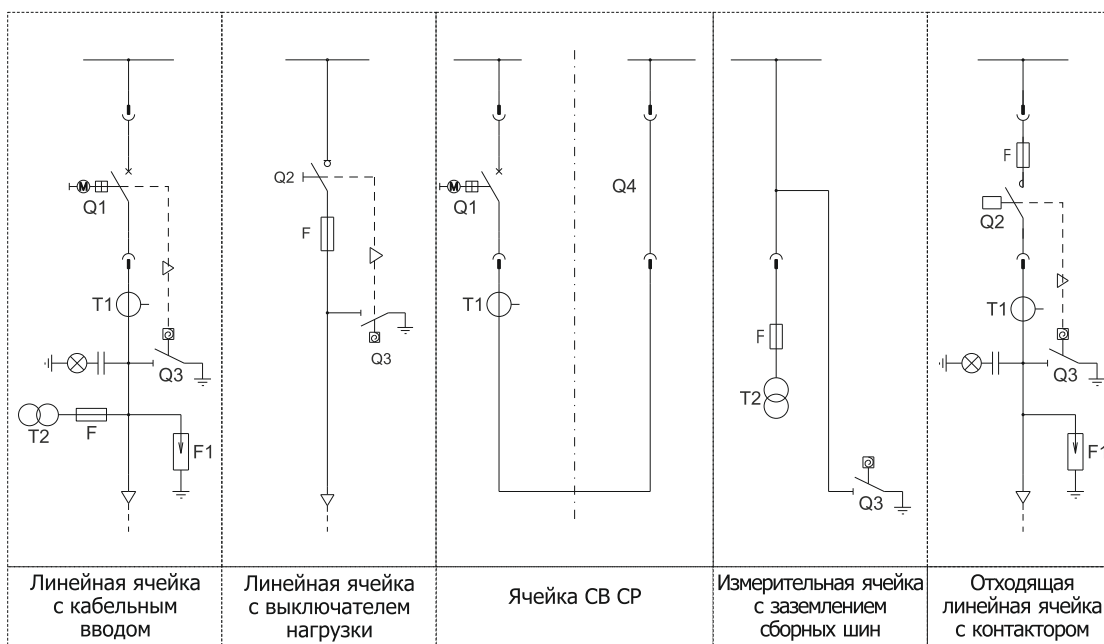 M
Q1
T1
Q3
T2
F
F1
Линейная ячейка
с кабельным
вводом
Q2
F
Q3
Линейная ячейка
с выключателем
нагрузки
M
Q1
T1
Q4
Ячейка СВ СР
F
T2
Q3
Измерительная ячейка
с заземлением
сборных шин
F
Q2
T1
Q3
F1
Отходящая
линейная ячейка
с контактором